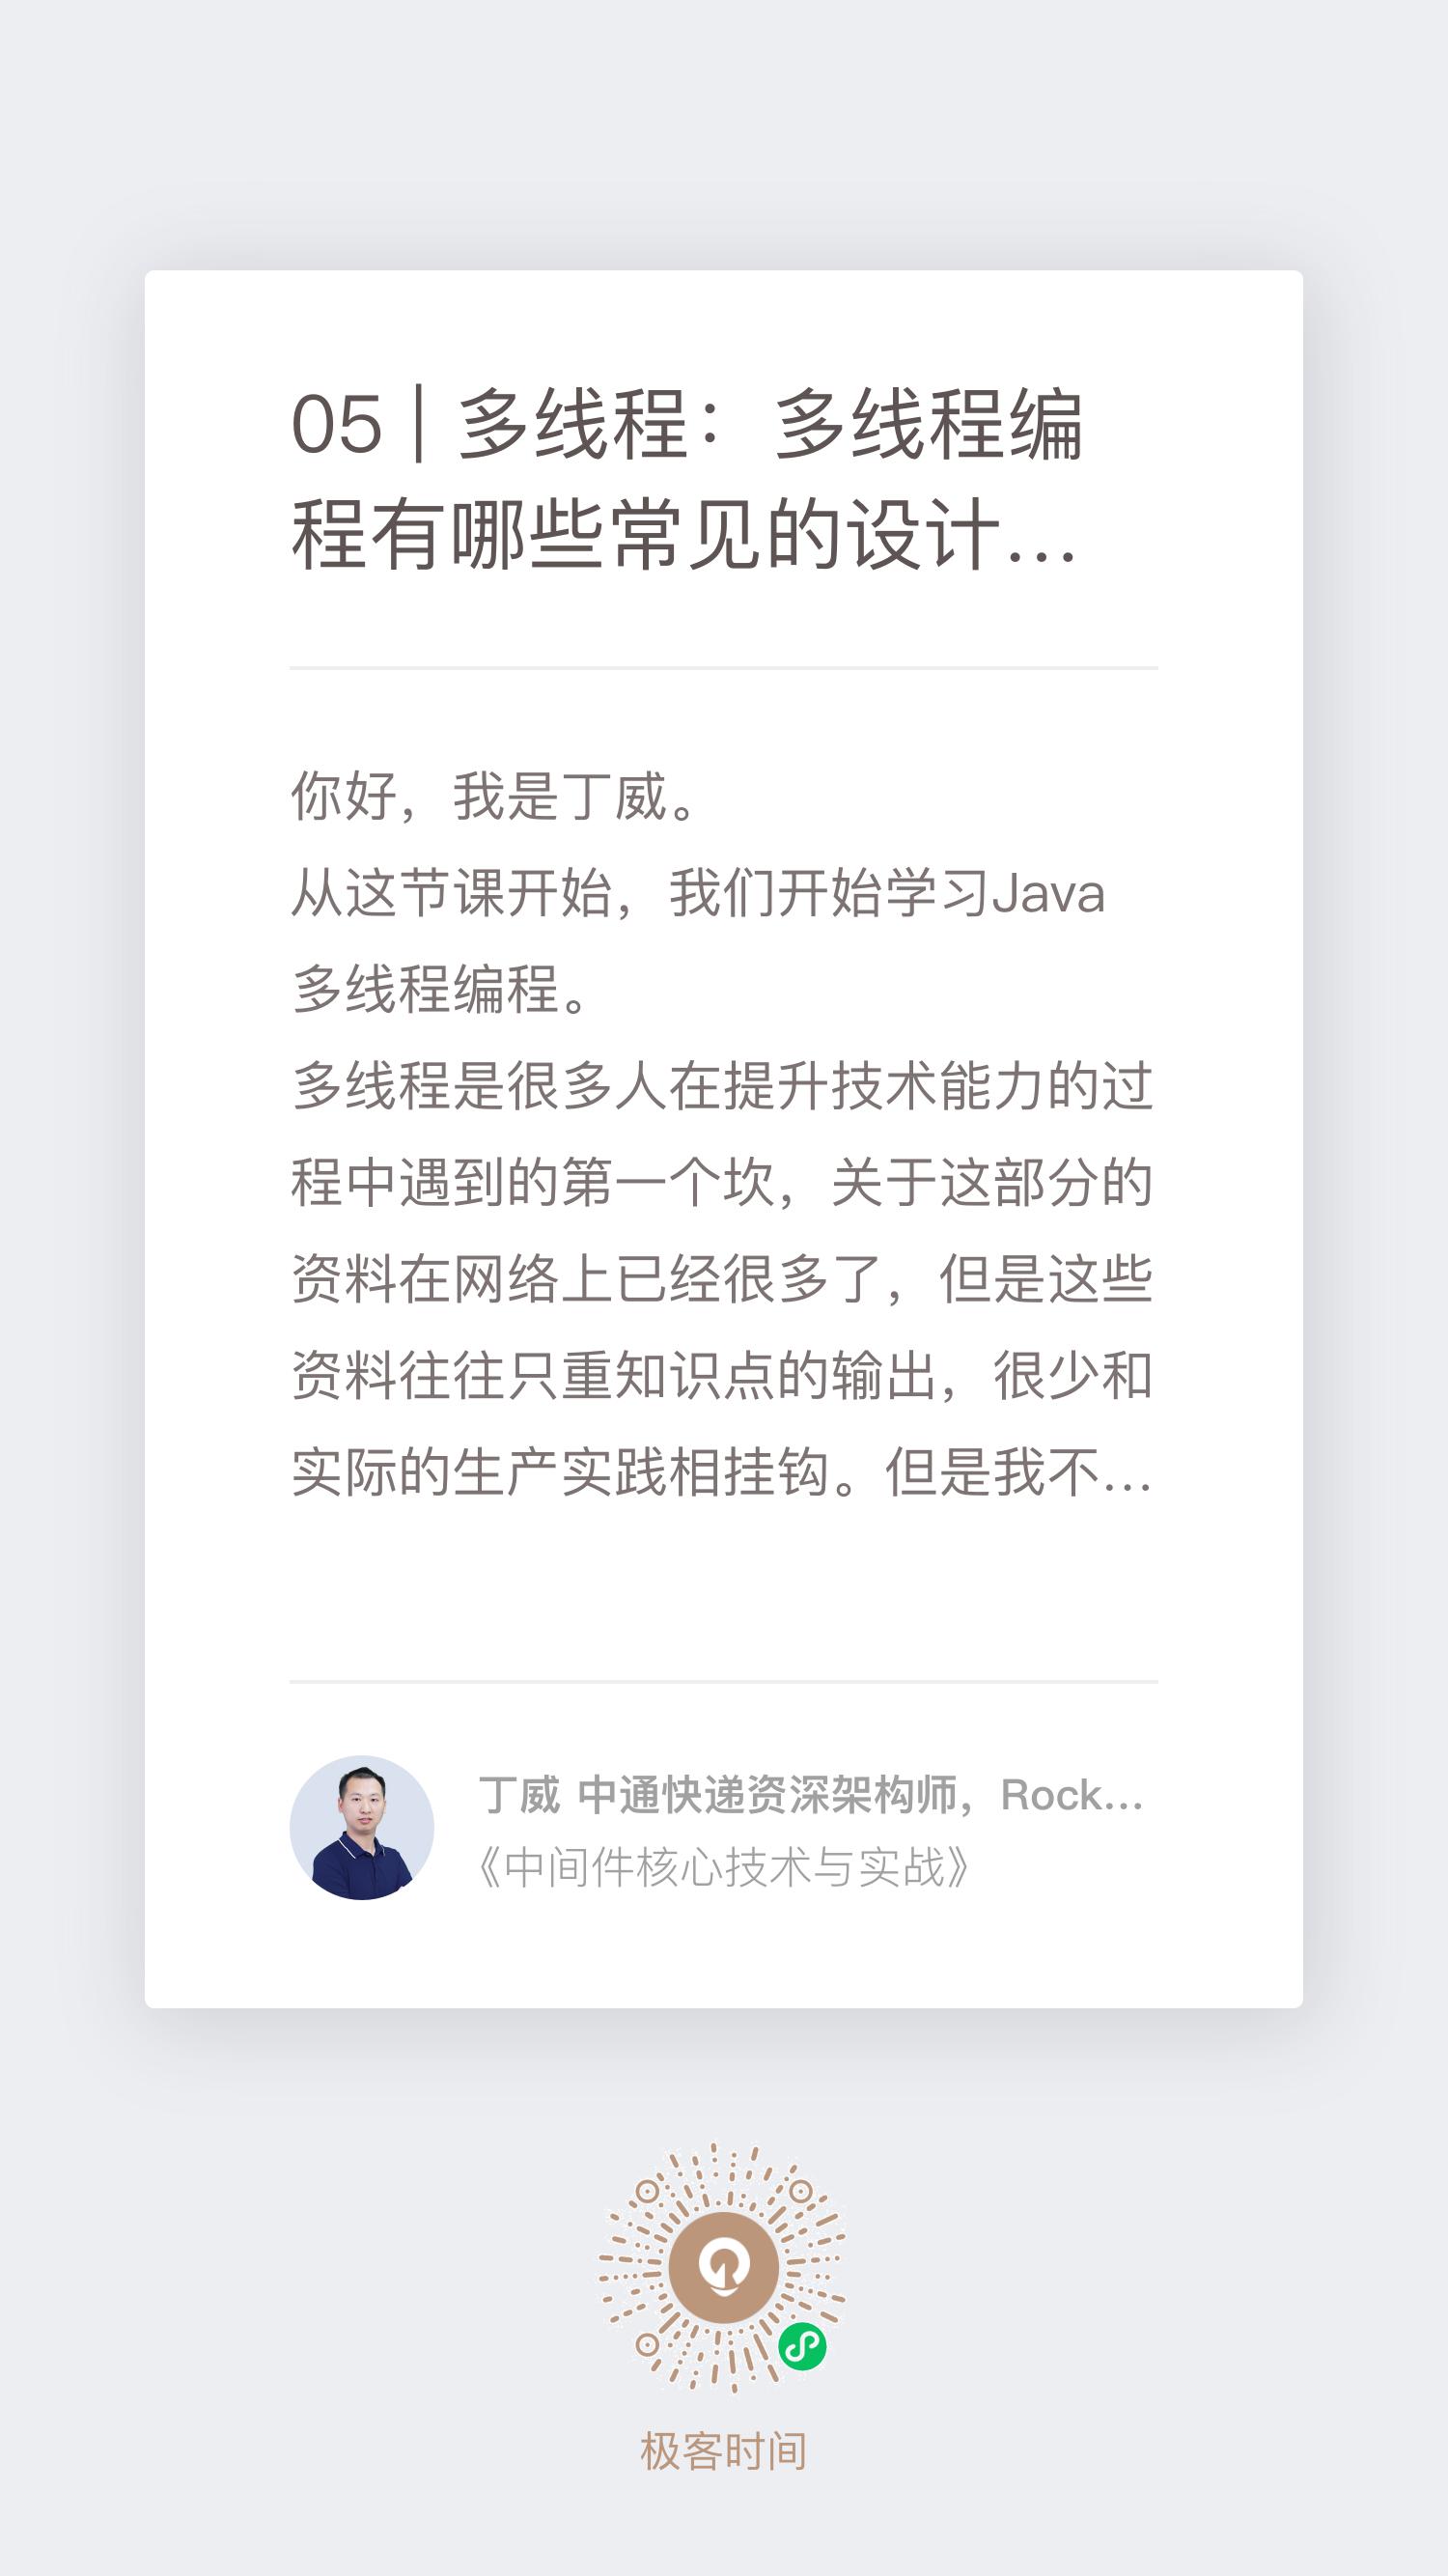 05 | 多线程：多线程编
程有哪些常见的设计...
你好，我是丁威。
从这节课开始，我们开始学习Java
多线程编程。
多线程是很多人在提升技术能力的过
程中遇到的第一个坎，关于这部分的
资料在网络上已经很多了，但是这些
资料往往只重知识点的输出，很少和
实际的生产实践相挂钩。但是我不...
丁威 中通快递资深架构师，Rock...
《中间件核心技术与实战》
极客时间